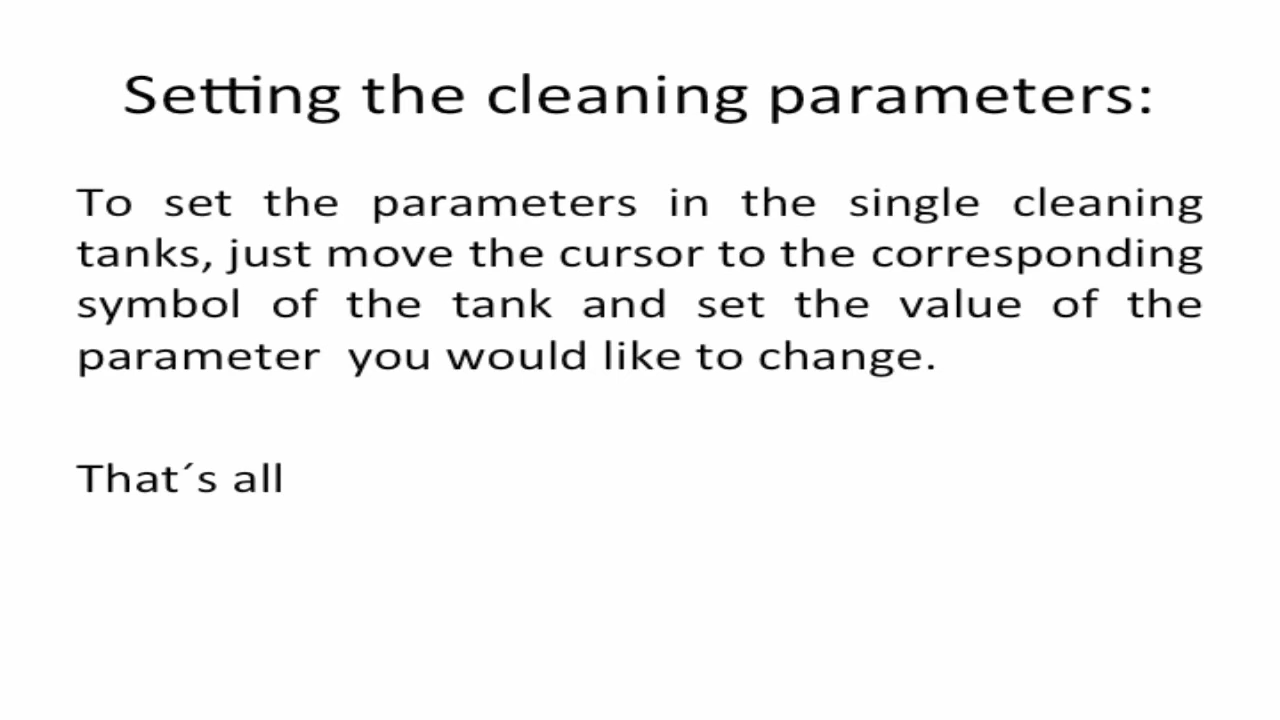 Setting the cleaning parameters:
To set the parameters in the single cleaning
tanks, just move the cursor to the corresponding
symbol of the tank and set the value of the
parameter  you would like to change.
That´s all